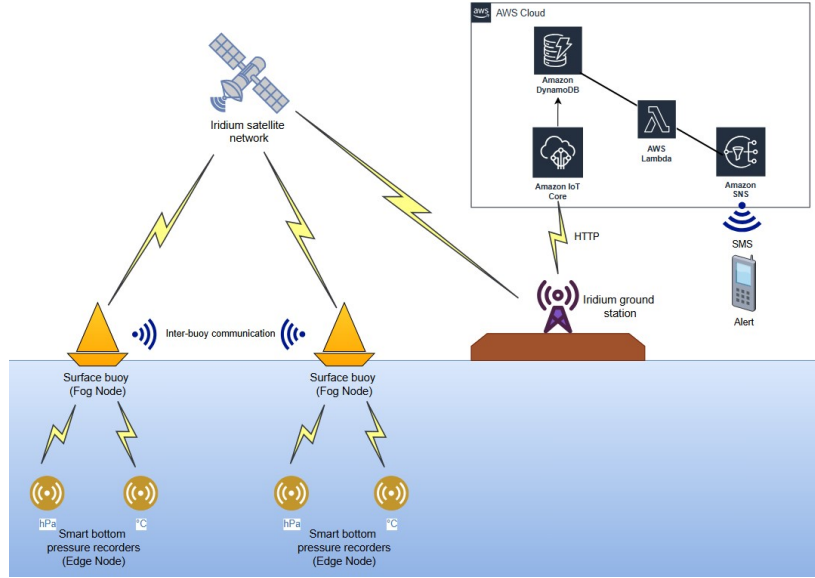 aws
AWS Cloud
Amazon
DynamoDB
AWS
Lambda
Amazon IoT
Core
Amazon
SNS
Iridium satellite
network
HTTP
SMS
Alert
Iridium ground
station
Inter-buoy communication
Surface buoy
(Fog Node)
Surface buoy
(Fog Node)
hPa
°C
hPa
°C
Smart bottom
pressure recorders
(Edge Node)
Smart bottom
pressure recorders
(Edge Node)